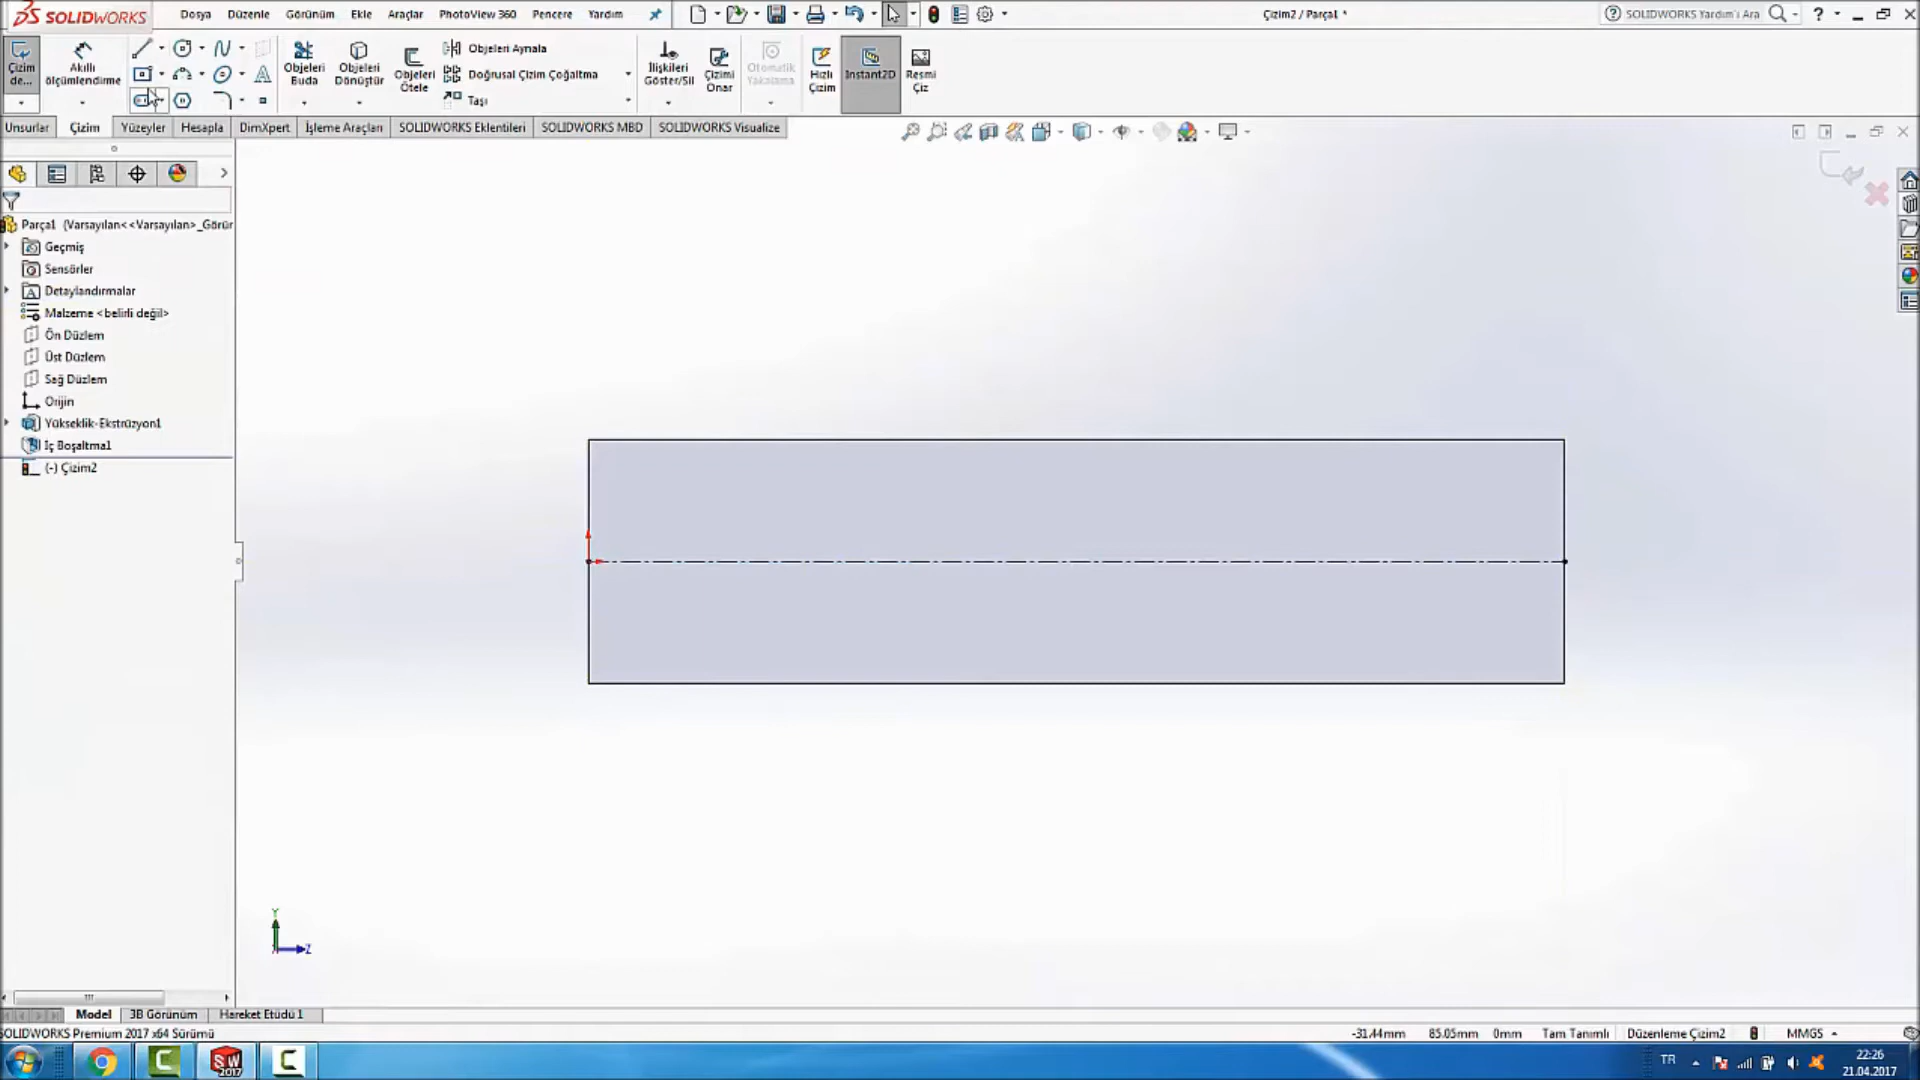 SOLIDWORKS
Dosya Düzenle Görünüm Ekle Araçlar PhotoView 360 Pencere Yardım
Çizim2 / Parça1 *
SOLIDWORKS Yardım'ı Ara
Çizim de...
Akıllı ölçümlendirme
Objeleri Buda
Objeleri Dönüştür
Objeleri Ötele
Objeleri Aynala
Doğrusal Çizim Çoğaltma
Taşı
İlişkileri Göster/Sil
Çizimi Onar
Otomatik Yakalama
Hızlı Çizim
Instant2D
Resmi Çiz
Unsurlar Çizim Yüzeyler Hesapla DimXpert İşleme Araçları SOLIDWORKS Eklentileri SOLIDWORKS MBD SOLIDWORKS Visualize
Parça1 (Varsayılan<<Varsayılan>_Görür
Geçmiş
Sensörler
Detaylandırmalar
Malzeme <belirli değil>
Ön Düzlem
Üst Düzlem
Sağ Düzlem
Orijin
Yükseklik-Ekstrüzyon1
İç Boşaltma1
(-) Çizim2
Y
Z
Model 3B Görünüm Hareket Etüdü 1
SOLIDWORKS Premium 2017 x64 Sürümü
-31.44mm 85.05mm 0mm Tam Tanımlı Düzenleme Çizim2 MMGS
SW 2017
TR
22:26
21.04.2017